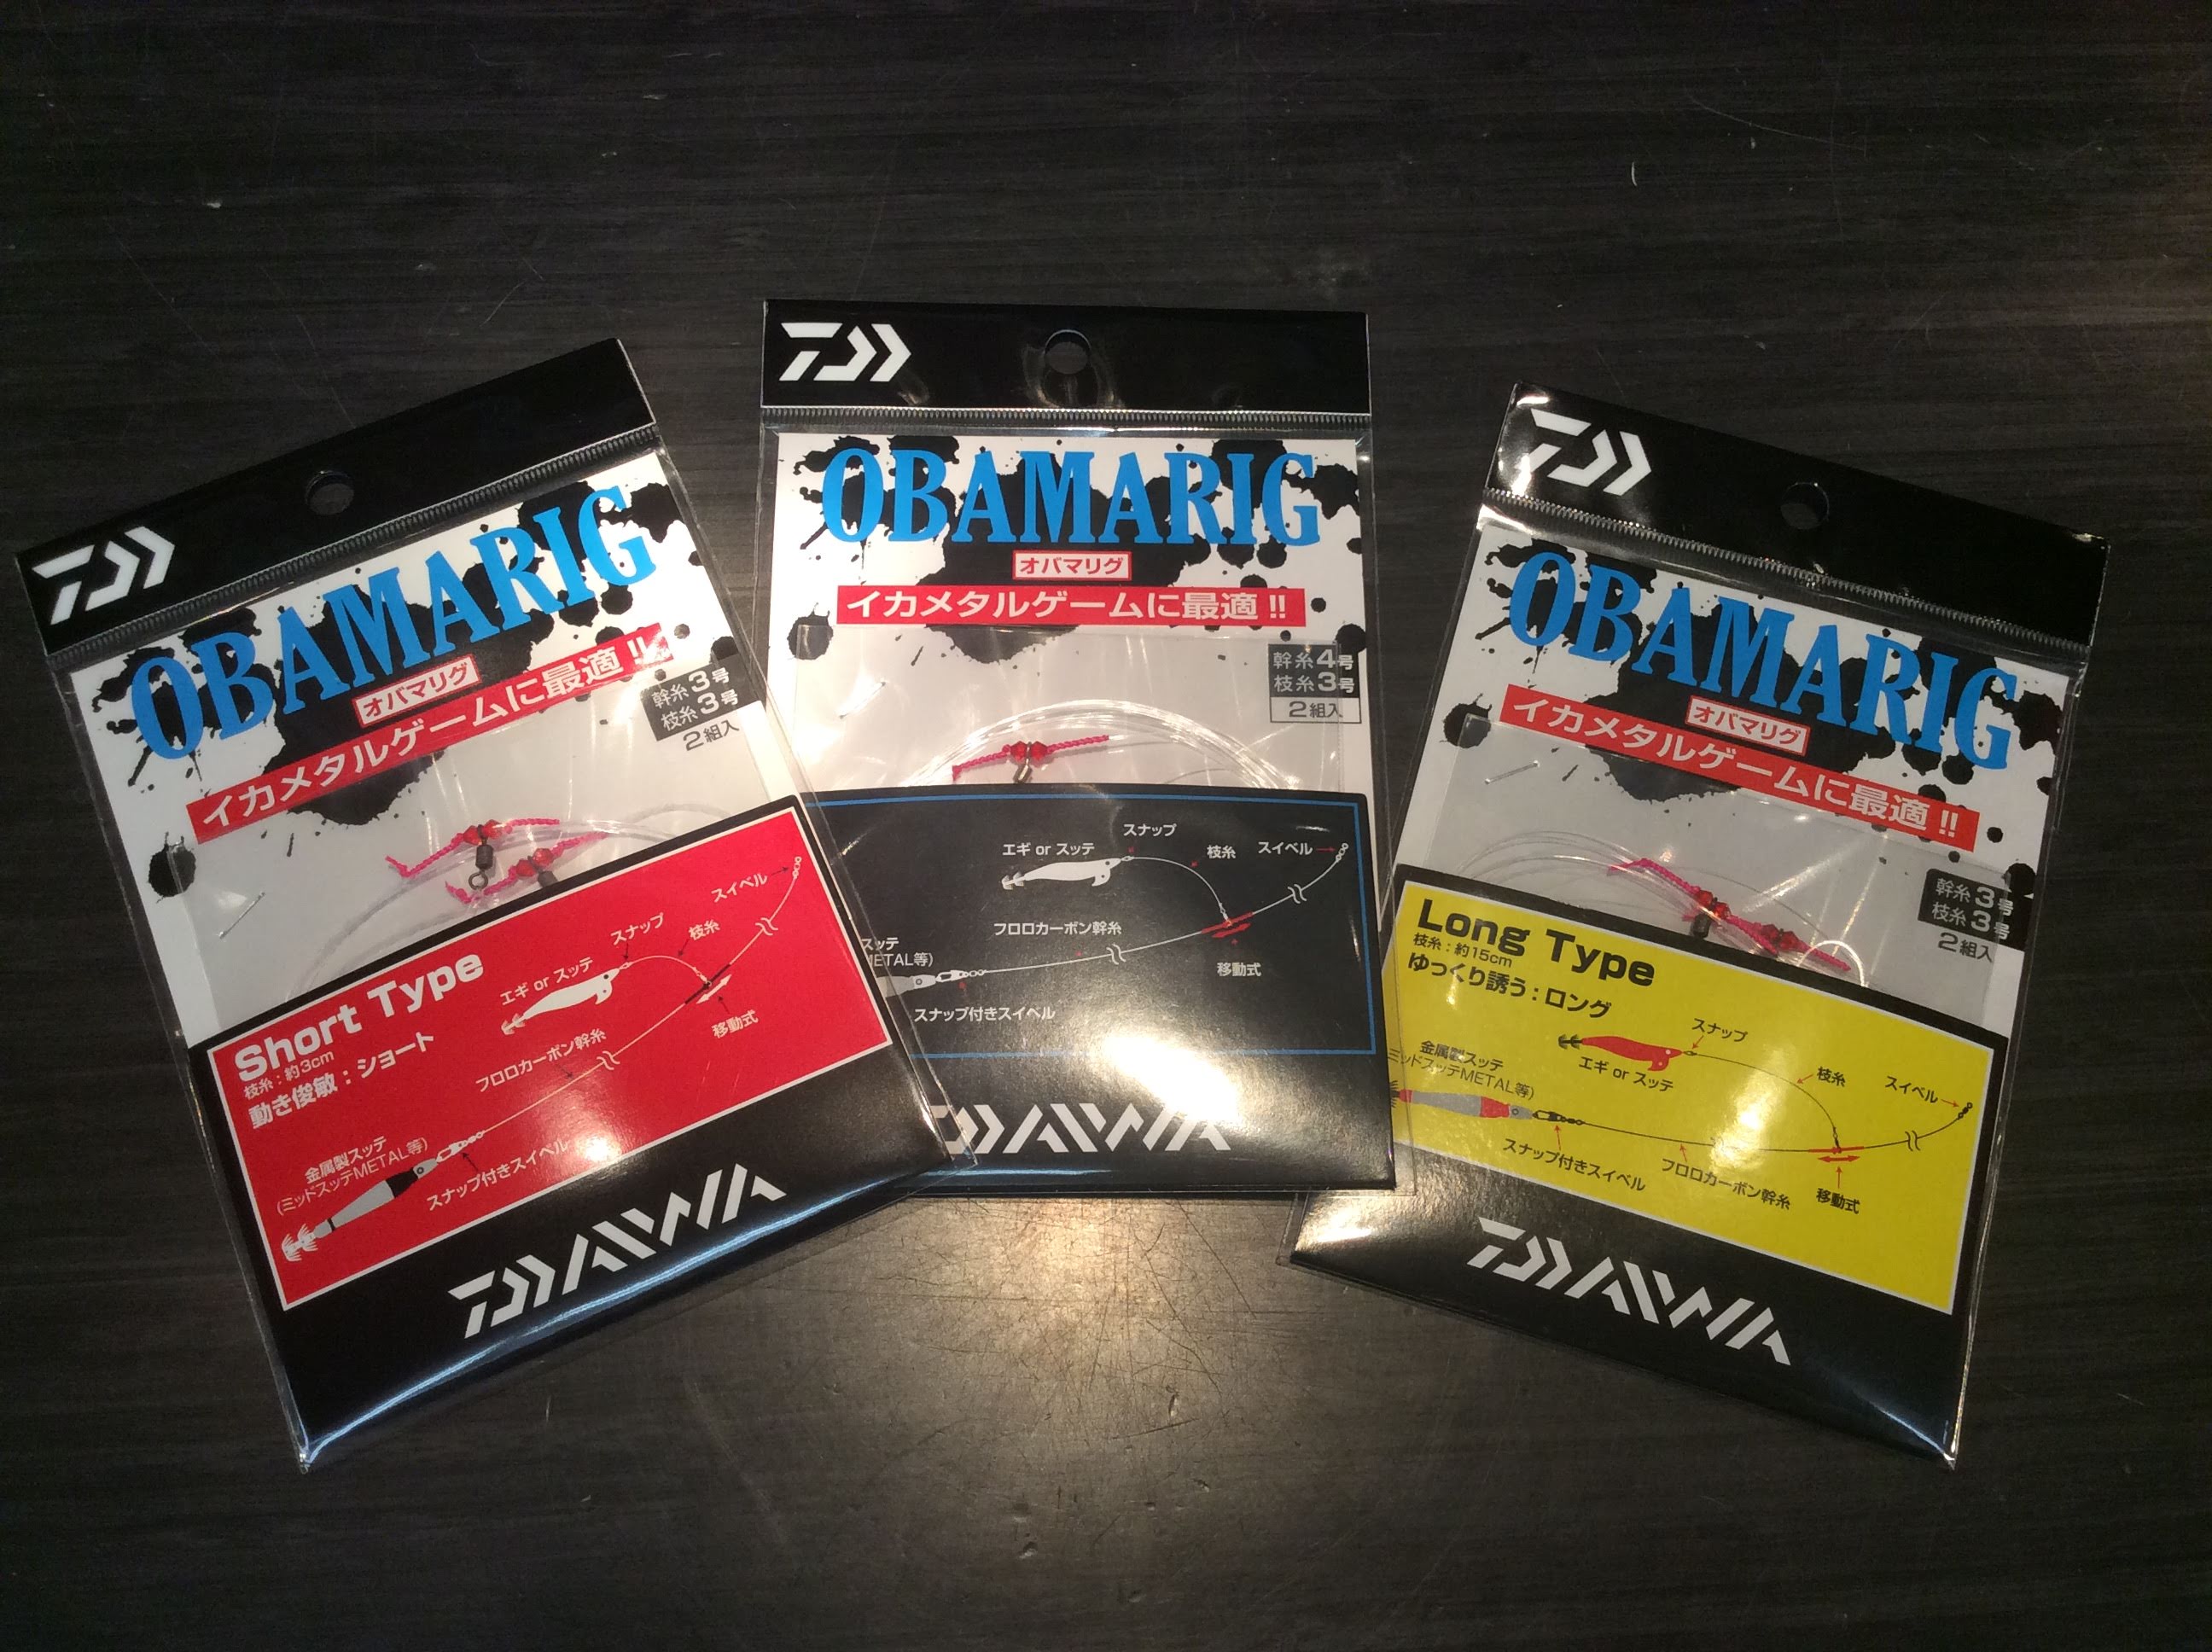 OBAMARIG
オバマリグ
イカメタルゲームに最適!!
幹糸3号
枝糸3号
2組入
Short Type
枝糸:約3cm
動き俊敏:ショート
スイベル
スナップ
枝糸
エギ or スッテ
移動式
フロロカーボン幹糸
金属製スッテ
(ミッドスッテMETAL等)
スナップ付きスイベル
DAIWA
OBAMARIG
オバマリグ
イカメタルゲームに最適!!
幹糸4号
枝糸3号
2組入
スナップ
エギ or スッテ
枝糸
スイベル
フロロカーボン幹糸
スッテ
METAL等)
移動式
スナップ付きスイベル
DAIWA
OBAMARIG
オバマリグ
イカメタルゲームに最適!!
幹糸3号
枝糸3号
2組入
Long Type
枝糸:約15cm
ゆっくり誘う:ロング
スナップ
エギ or スッテ
枝糸
スイベル
金属製スッテ
ミッドスッテMETAL等)
スナップ付きスイベル
フロロカーボン幹糸
移動式
DAIWA